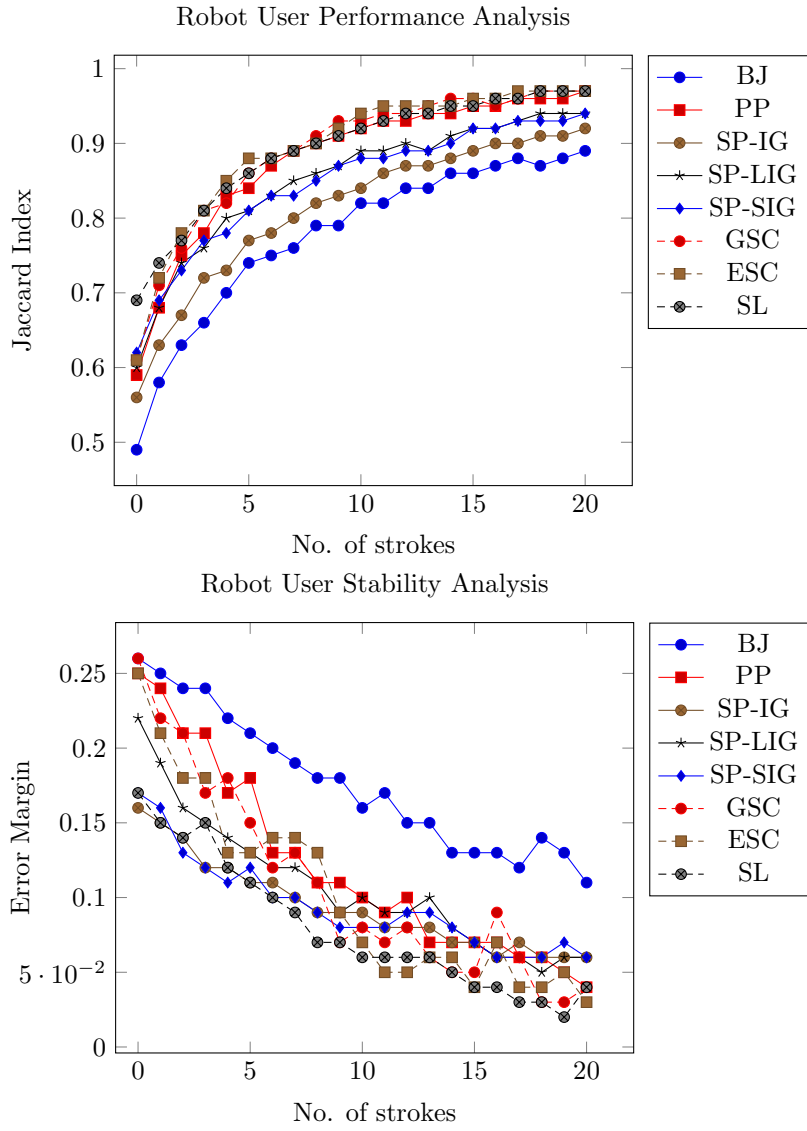 Robot User Performance Analysis
1
0.9
0.8
0.7
0.6
0.5
Jaccard Index
0
5
10
15
20
No. of strokes
BJ
PP
SP-IG
SP-LIG
SP-SIG
GSC
ESC
SL
Robot User Stability Analysis
0.25
0.2
0.15
0.1
5 · 10⁻²
0
Error Margin
0
5
10
15
20
No. of strokes
BJ
PP
SP-IG
SP-LIG
SP-SIG
GSC
ESC
SL